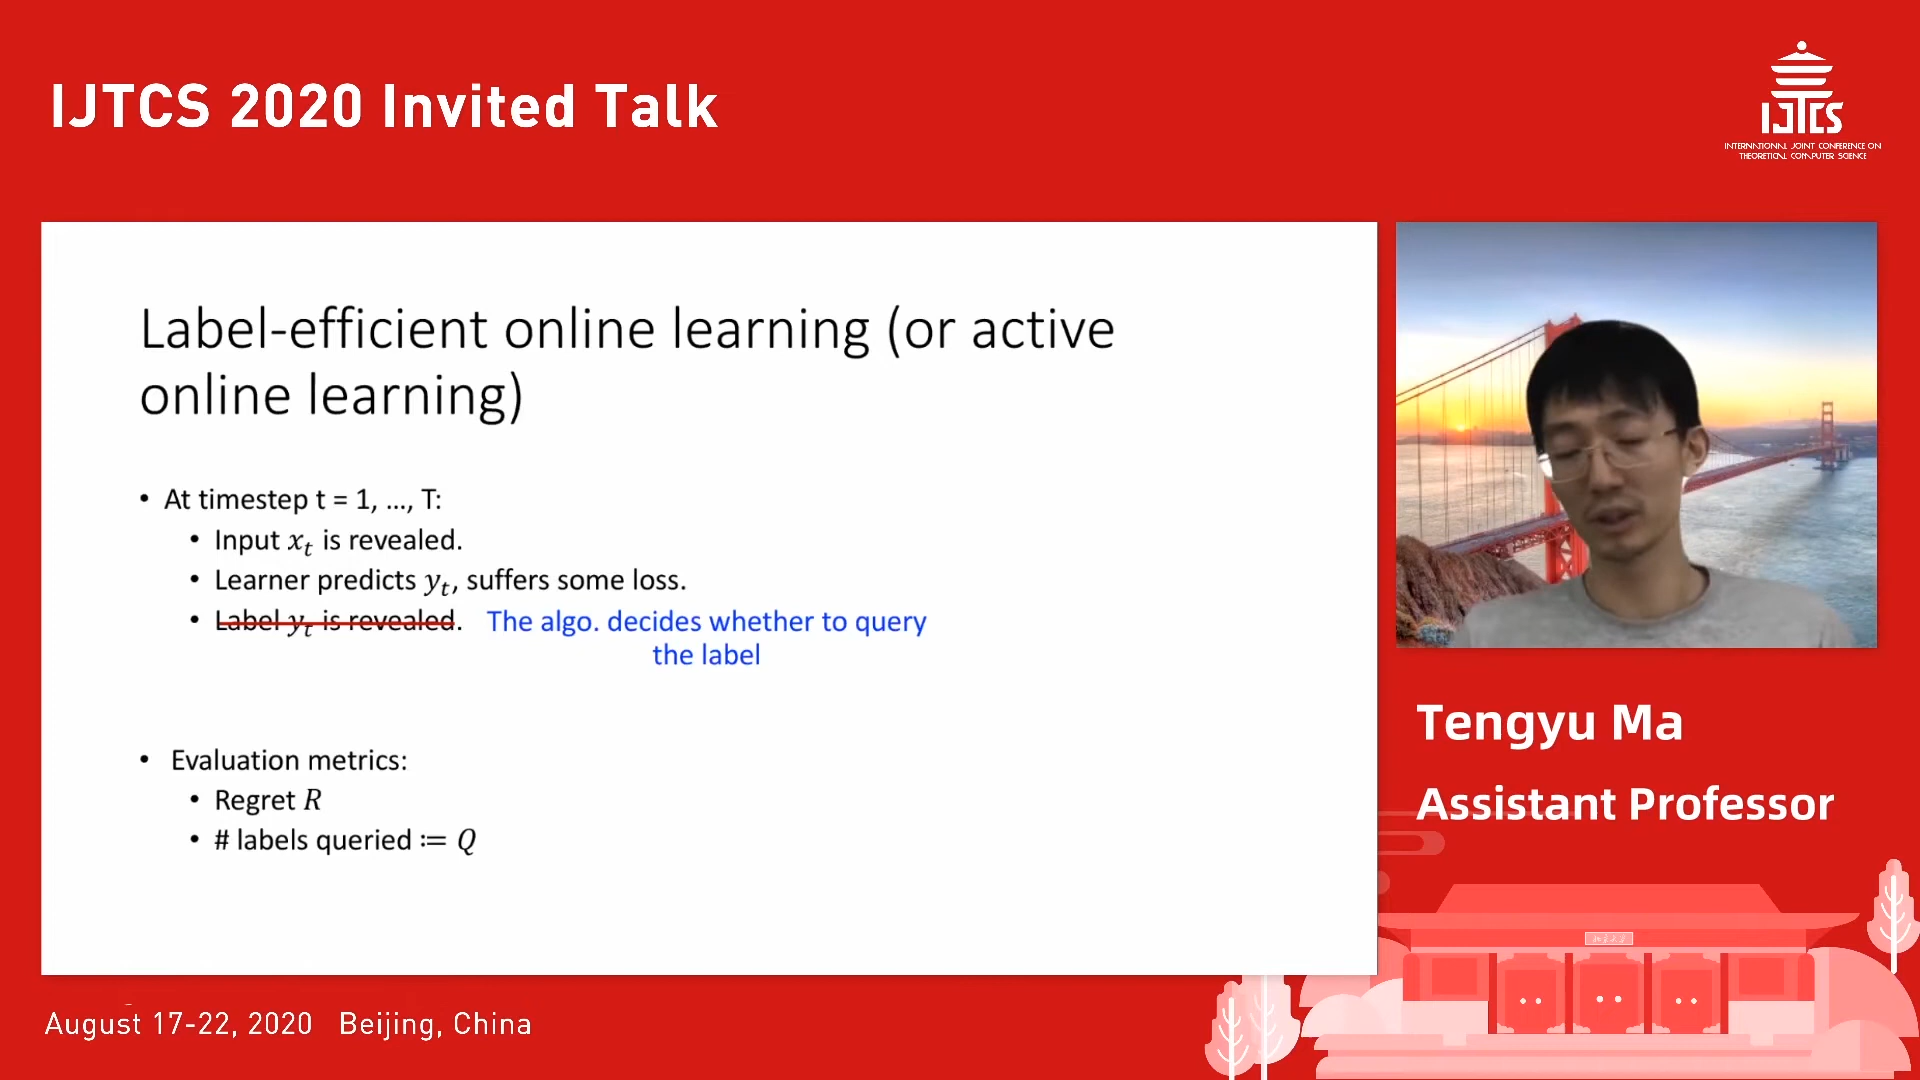 IJTCS 2020 Invited Talk
IJTCS
INTERNATIONAL JOINT CONFERENCE ON
THEORETICAL COMPUTER SCIENCE
Label-efficient online learning (or active
online learning)
• At timestep t = 1, ..., T:
• Input xₜ is revealed.
• Learner predicts yₜ, suffers some loss.
• Label yₜ is revealed. The algo. decides whether to query
the label
• Evaluation metrics:
• Regret R
• # labels queried ≔ Q
Tengyu Ma
Assistant Professor
August 17-22, 2020 Beijing, China